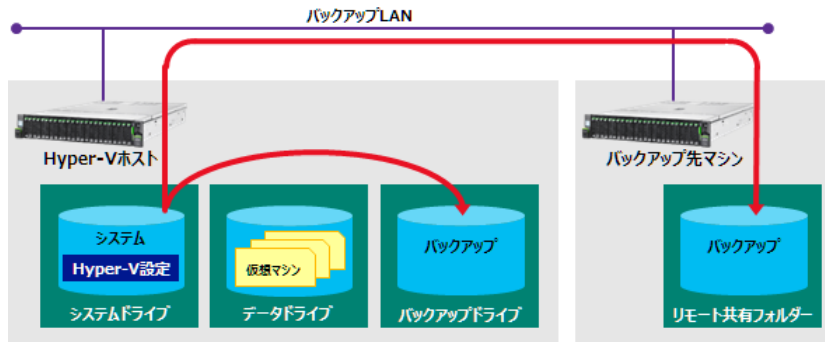 バックアップLAN
Hyper-Vホスト
バックアップ先マシン
システム
Hyper-V設定
仮想マシン
バックアップ
バックアップ
システムドライブ
データドライブ
バックアップドライブ
リモート共有フォルダー